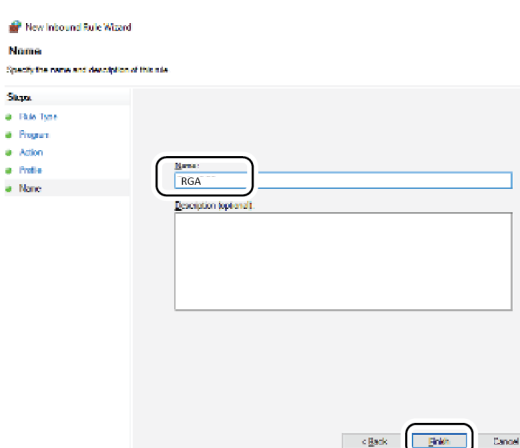 New Inbound Rule Wizard
Name
Specify the name and description of this rule.
Steps:
Rule Type
Program
Action
Profile
Name
Name:
RGA
Description (optional):
< Back
Finish
Cancel